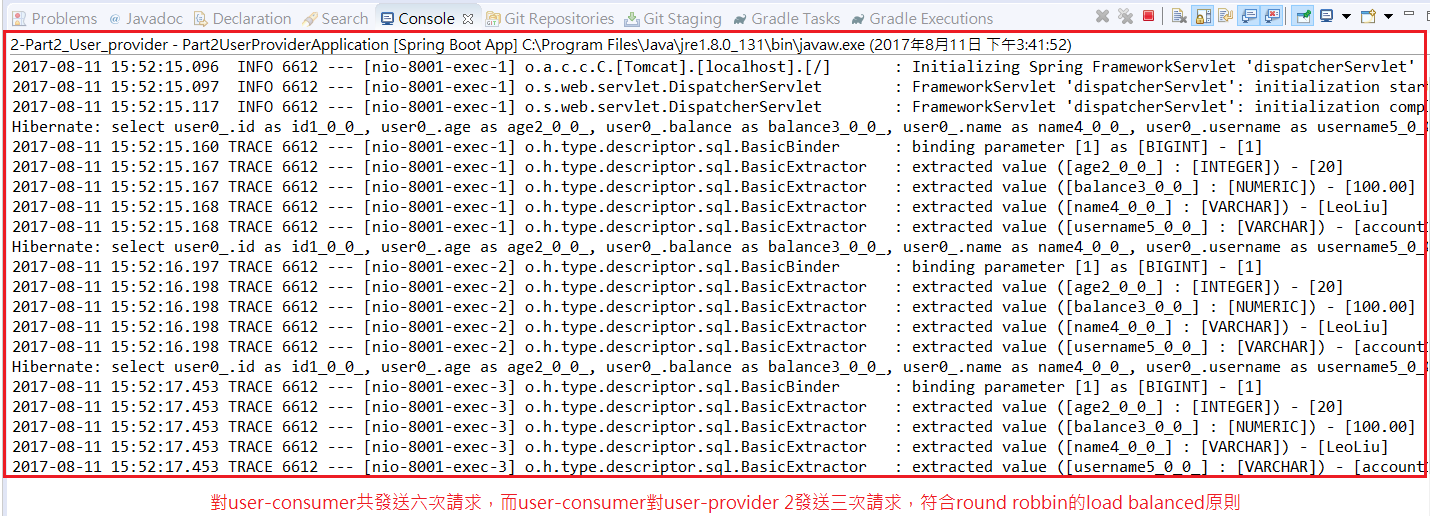 Problems @ Javadoc Declaration Search Console Git Repositories Git Staging Gradle Tasks Gradle Executions
2-Part2_User_provider - Part2UserProviderApplication [Spring Boot App] C:\Program Files\Java\jre1.8.0_131\bin\javaw.exe (2017年8月11日 下午3:41:52)
2017-08-11 15:52:15.096  INFO 6612 --- [nio-8001-exec-1] o.a.c.c.C.[Tomcat].[localhost].[/]       : Initializing Spring FrameworkServlet 'dispatcherServlet'
2017-08-11 15:52:15.097  INFO 6612 --- [nio-8001-exec-1] o.s.web.servlet.DispatcherServlet        : FrameworkServlet 'dispatcherServlet': initialization star
2017-08-11 15:52:15.117  INFO 6612 --- [nio-8001-exec-1] o.s.web.servlet.DispatcherServlet        : FrameworkServlet 'dispatcherServlet': initialization comp
Hibernate: select user0_.id as id1_0_0_, user0_.age as age2_0_0_, user0_.balance as balance3_0_0_, user0_.name as name4_0_0_, user0_.username as username5_0_
2017-08-11 15:52:15.160 TRACE 6612 --- [nio-8001-exec-1] o.h.type.descriptor.sql.BasicBinder      : binding parameter [1] as [BIGINT] - [1]
2017-08-11 15:52:15.167 TRACE 6612 --- [nio-8001-exec-1] o.h.type.descriptor.sql.BasicExtractor   : extracted value ([age2_0_0_] : [INTEGER]) - [20]
2017-08-11 15:52:15.167 TRACE 6612 --- [nio-8001-exec-1] o.h.type.descriptor.sql.BasicExtractor   : extracted value ([balance3_0_0_] : [NUMERIC]) - [100.00]
2017-08-11 15:52:15.168 TRACE 6612 --- [nio-8001-exec-1] o.h.type.descriptor.sql.BasicExtractor   : extracted value ([name4_0_0_] : [VARCHAR]) - [LeoLiu]
2017-08-11 15:52:15.168 TRACE 6612 --- [nio-8001-exec-1] o.h.type.descriptor.sql.BasicExtractor   : extracted value ([username5_0_0_] : [VARCHAR]) - [account
Hibernate: select user0_.id as id1_0_0_, user0_.age as age2_0_0_, user0_.balance as balance3_0_0_, user0_.name as name4_0_0_, user0_.username as username5_0_
2017-08-11 15:52:16.197 TRACE 6612 --- [nio-8001-exec-2] o.h.type.descriptor.sql.BasicBinder      : binding parameter [1] as [BIGINT] - [1]
2017-08-11 15:52:16.198 TRACE 6612 --- [nio-8001-exec-2] o.h.type.descriptor.sql.BasicExtractor   : extracted value ([age2_0_0_] : [INTEGER]) - [20]
2017-08-11 15:52:16.198 TRACE 6612 --- [nio-8001-exec-2] o.h.type.descriptor.sql.BasicExtractor   : extracted value ([balance3_0_0_] : [NUMERIC]) - [100.00]
2017-08-11 15:52:16.198 TRACE 6612 --- [nio-8001-exec-2] o.h.type.descriptor.sql.BasicExtractor   : extracted value ([name4_0_0_] : [VARCHAR]) - [LeoLiu]
2017-08-11 15:52:16.198 TRACE 6612 --- [nio-8001-exec-2] o.h.type.descriptor.sql.BasicExtractor   : extracted value ([username5_0_0_] : [VARCHAR]) - [account
Hibernate: select user0_.id as id1_0_0_, user0_.age as age2_0_0_, user0_.balance as balance3_0_0_, user0_.name as name4_0_0_, user0_.username as username5_0_
2017-08-11 15:52:17.453 TRACE 6612 --- [nio-8001-exec-3] o.h.type.descriptor.sql.BasicBinder      : binding parameter [1] as [BIGINT] - [1]
2017-08-11 15:52:17.453 TRACE 6612 --- [nio-8001-exec-3] o.h.type.descriptor.sql.BasicExtractor   : extracted value ([age2_0_0_] : [INTEGER]) - [20]
2017-08-11 15:52:17.453 TRACE 6612 --- [nio-8001-exec-3] o.h.type.descriptor.sql.BasicExtractor   : extracted value ([balance3_0_0_] : [NUMERIC]) - [100.00]
2017-08-11 15:52:17.453 TRACE 6612 --- [nio-8001-exec-3] o.h.type.descriptor.sql.BasicExtractor   : extracted value ([name4_0_0_] : [VARCHAR]) - [LeoLiu]
2017-08-11 15:52:17.453 TRACE 6612 --- [nio-8001-exec-3] o.h.type.descriptor.sql.BasicExtractor   : extracted value ([username5_0_0_] : [VARCHAR]) - [account
對user-consumer共發送六次請求，而user-consumer對user-provider 2發送三次請求，符合round robbin的load balanced原則